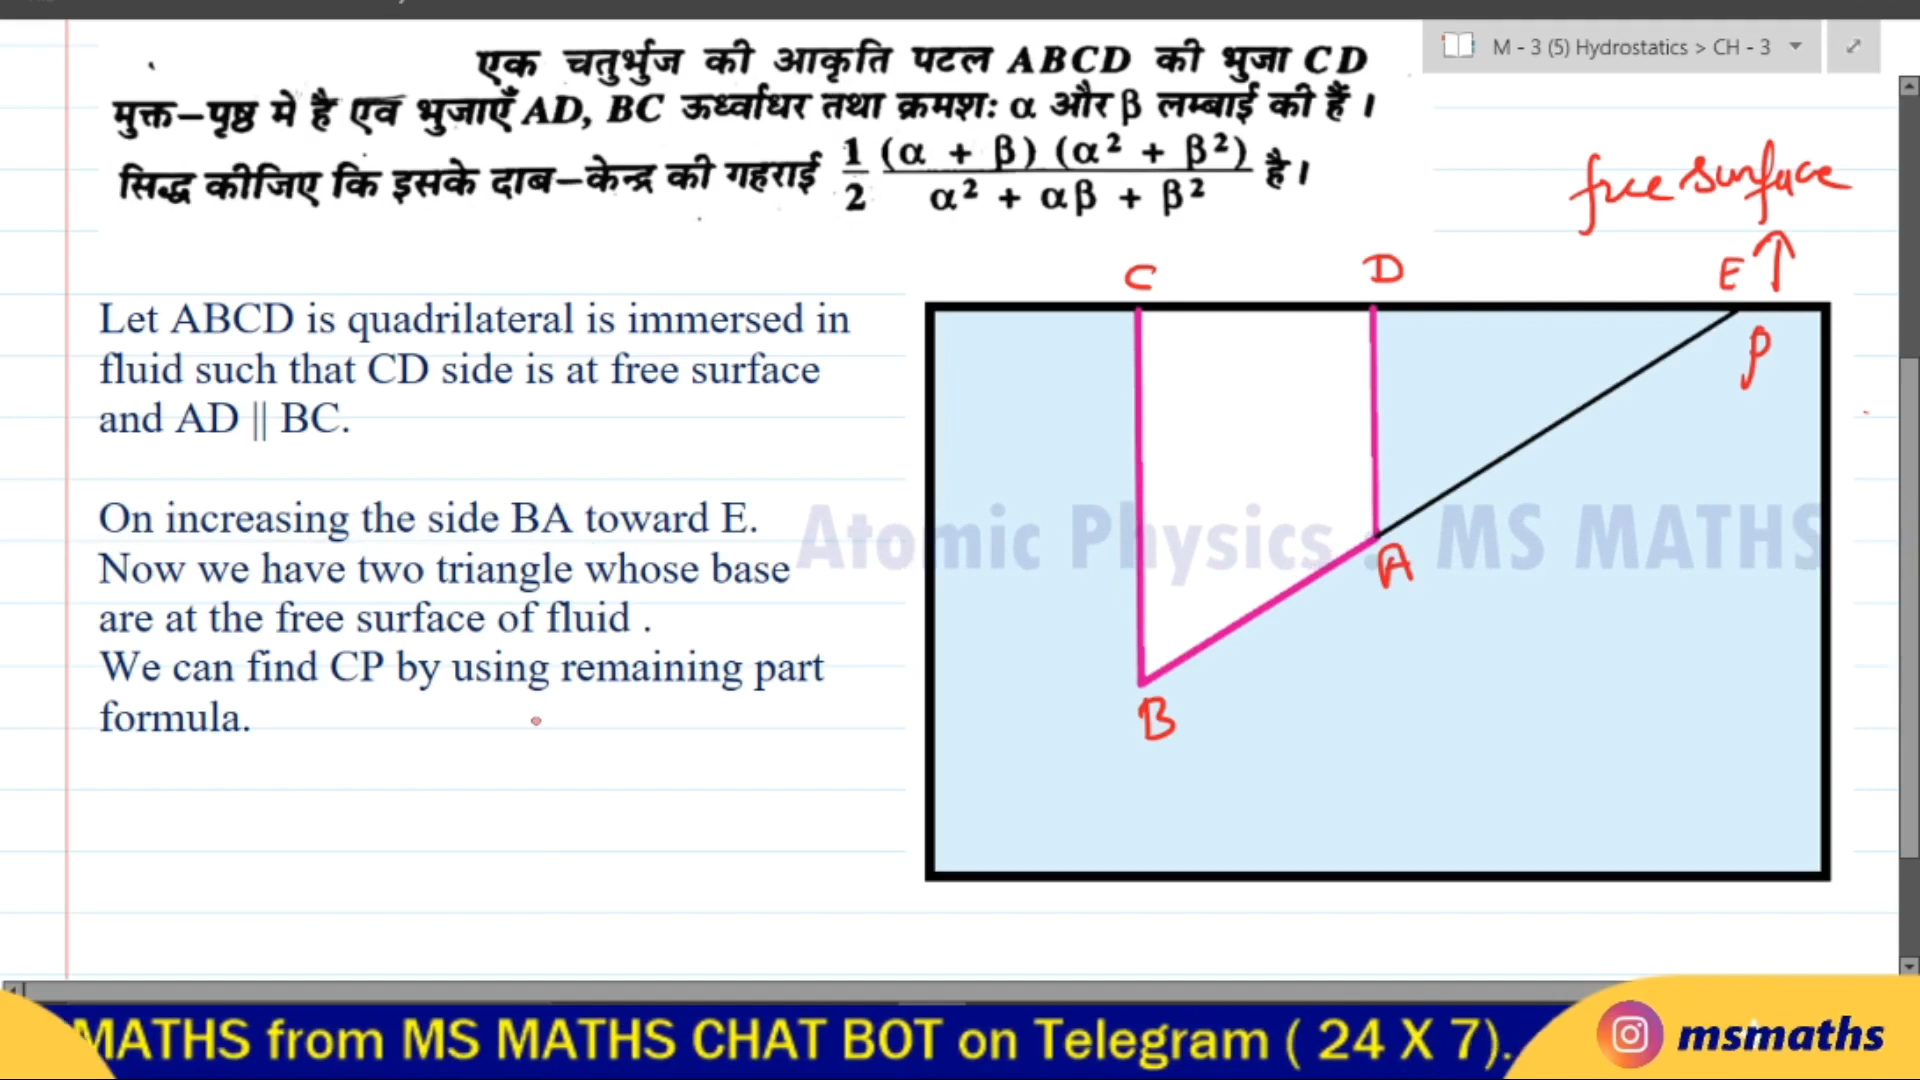 M - 3 (5) Hydrostatics > CH - 3
एक चतुर्भुज की आकृति पटल ABCD की भुजा CD
मुक्त–पृष्ठ मे है एव भुजाएँ AD, BC ऊर्ध्वाधर तथा क्रमश: α और β लम्बाई की हैं ।
सिद्ध कीजिए कि इसके दाब–केन्द्र की गहराई 1/2 (α + β) (α² + β²) / α² + αβ + β² है ।
free surface
C D E
P
Let ABCD is quadrilateral is immersed in
fluid such that CD side is at free surface
and AD || BC.
On increasing the side BA toward E.
Now we have two triangle whose base
are at the free surface of fluid .
We can find CP by using remaining part
formula.
Atomic Physics : MS MATHS
A
B
MATHS from MS MATHS CHAT BOT on Telegram ( 24 X 7).
msmaths